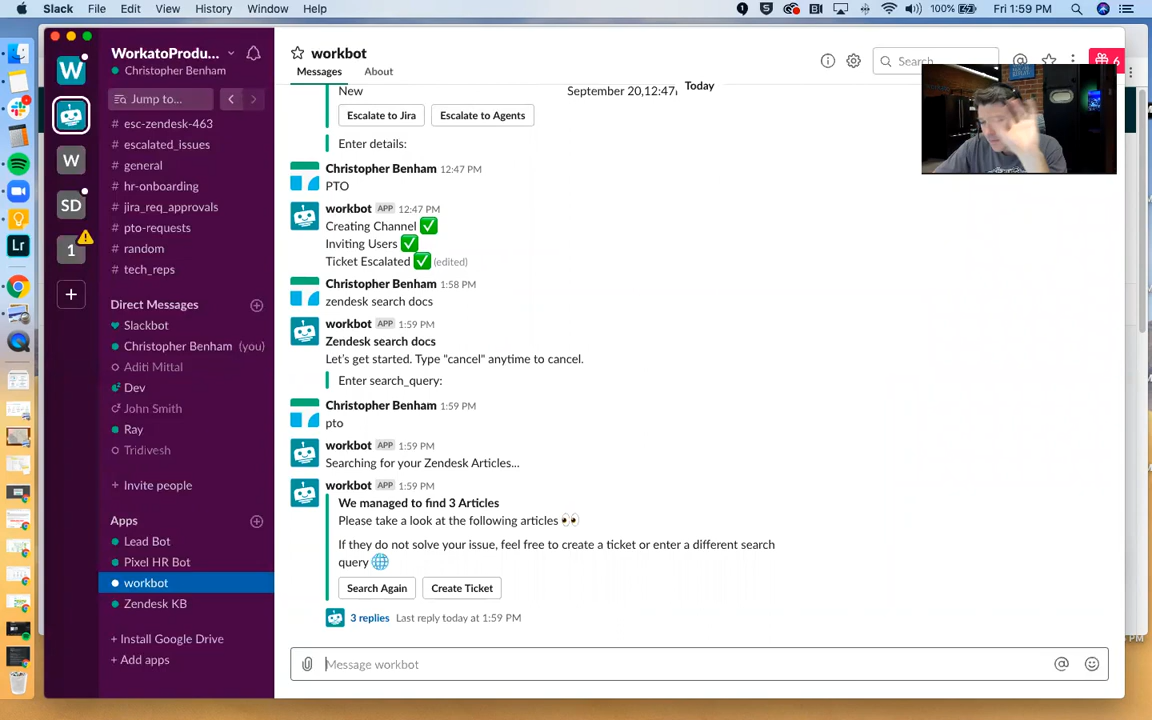 Slack File Edit View History Window Help
100% Fri 1:59 PM
WorkatoProdu...
Christopher Benham
Jump to...
# esc-zendesk-463
# escalated_issues
# general
# hr-onboarding
# jira_req_approvals
# pto-requests
# random
# tech_reps
Direct Messages
Slackbot
Christopher Benham (you)
Aditi Mittal
Dev
John Smith
Ray
Tridivesh
+ Invite people
Apps
Lead Bot
Pixel HR Bot
workbot
Zendesk KB
+ Install Google Drive
+ Add apps
W
W
SD
1
Lr
workbot
Messages About
Search
6
Today
New September 20,12:47
Escalate to Jira Escalate to Agents
Enter details:
Christopher Benham 12:47 PM
PTO
workbot APP 12:47 PM
Creating Channel
Inviting Users
Ticket Escalated (edited)
Christopher Benham 1:58 PM
zendesk search docs
workbot APP 1:59 PM
Zendesk search docs
Let's get started. Type "cancel" anytime to cancel.
Enter search_query:
Christopher Benham 1:59 PM
pto
workbot APP 1:59 PM
Searching for your Zendesk Articles...
workbot APP 1:59 PM
We managed to find 3 Articles
Please take a look at the following articles
If they do not solve your issue, feel free to create a ticket or enter a different search
query
Search Again Create Ticket
3 replies Last reply today at 1:59 PM
Message workbot